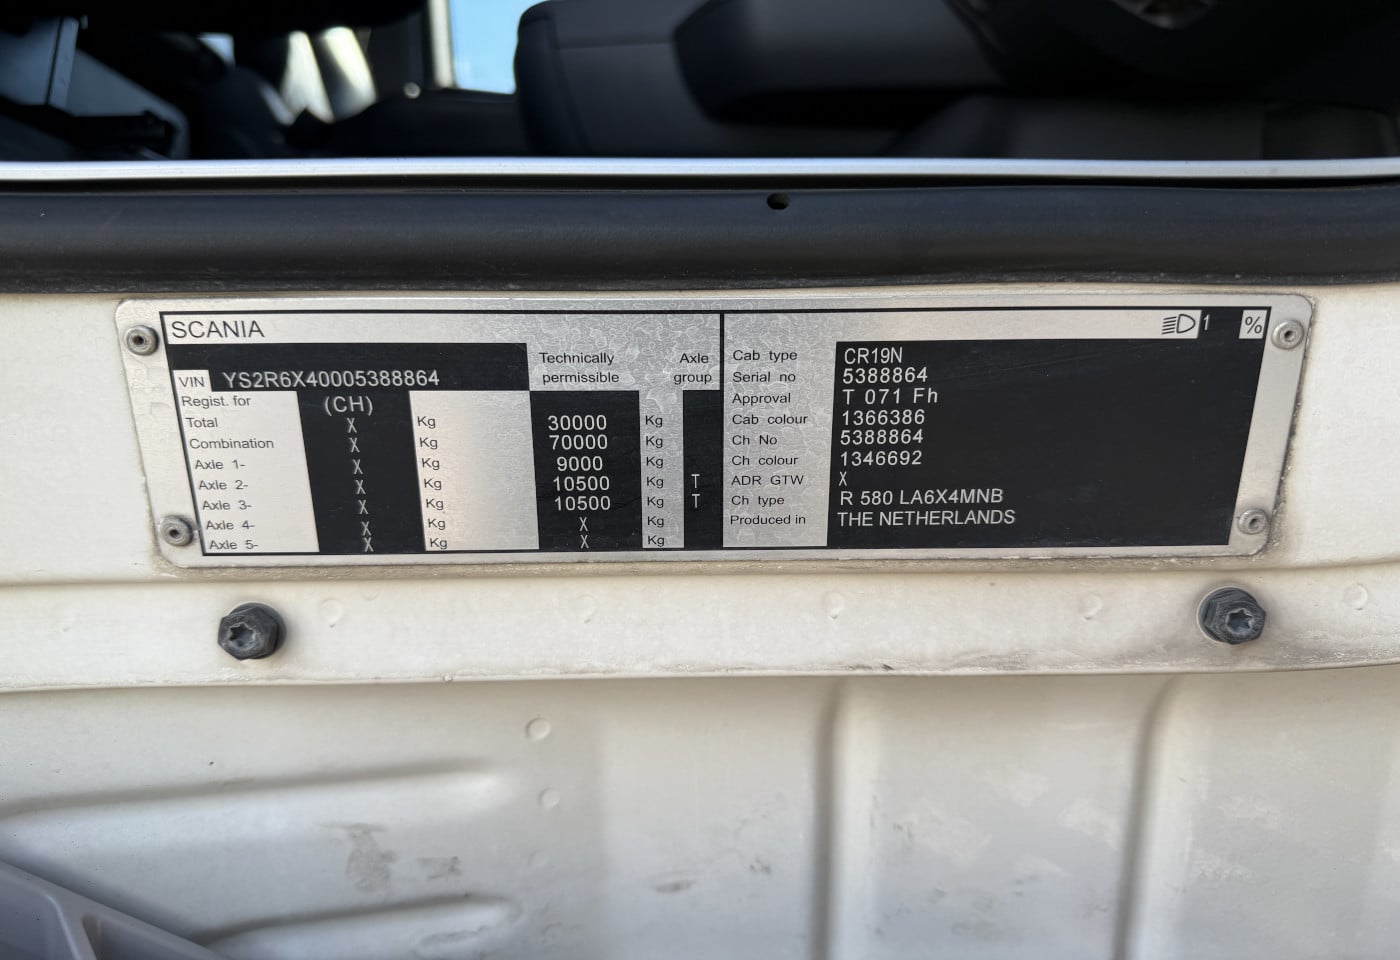 SCANIA
VIN YS2R6X40005388864
Technically permissible
Axle group
Regist. for (CH)
Total X Kg 30000 Kg
Combination X Kg 70000 Kg
Axle 1- X Kg 9000 Kg
Axle 2- X Kg 10500 Kg T
Axle 3- X Kg 10500 Kg T
Axle 4- X Kg X Kg
Axle 5- X Kg X Kg
1 %
Cab type CR19N
Serial no 5388864
Approval T 071 Fh
Cab colour 1366386
Ch No 5388864
Ch colour 1346692
ADR GTW X
Ch type R 580 LA6X4MNB
Produced in THE NETHERLANDS